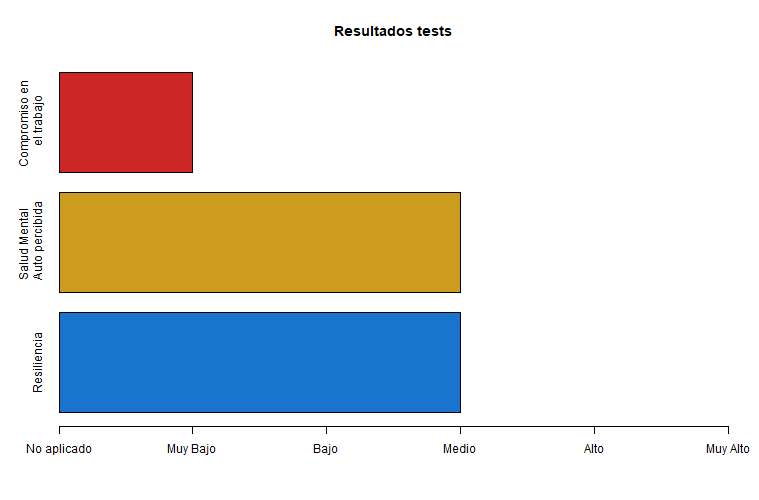 Resultados tests
Compromiso en
el trabajo
Salud Mental
Auto percibida
Resiliencia
No aplicado
Muy Bajo
Bajo
Medio
Alto
Muy Alto